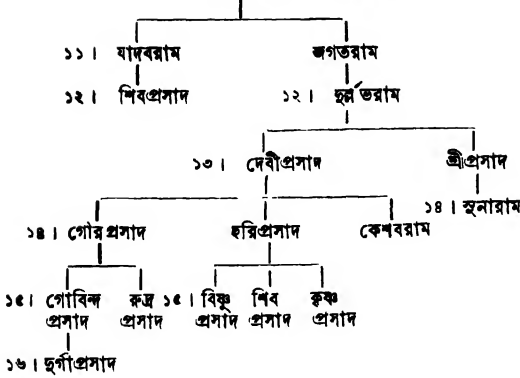 ১১। যাদবরাম জগতরাম
১২। শিবপ্রসাদ ১২। দুর্ল্লভরাম
১৩। দেবীপ্রসাদ শ্রীপ্রসাদ
১৪। সুনারাম
১৪। গৌরপ্রসাদ হরিপ্রসাদ কেশবরাম
১৫। গোবিন্দ রুদ্র ১৫। বিষ্ণু শিব কৃষ্ণ
প্রসাদ প্রসাদ প্রসাদ প্রসাদ প্রসাদ
১৬। দুর্গাপ্রসাদ